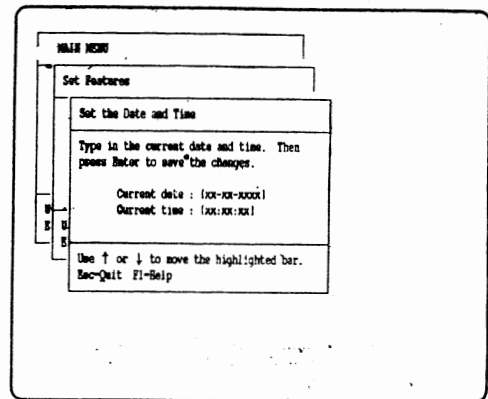 MAIN MENU
Set Features
Set the Date and Time
Type in the current date and time. Then
press Enter to save the changes.
Current date : [xx-xx-xxxx]
Current time : [xx:xx:xx]
U
E U
E
Use ↑ or ↓ to move the highlighted bar.
Esc-Quit F1-Help